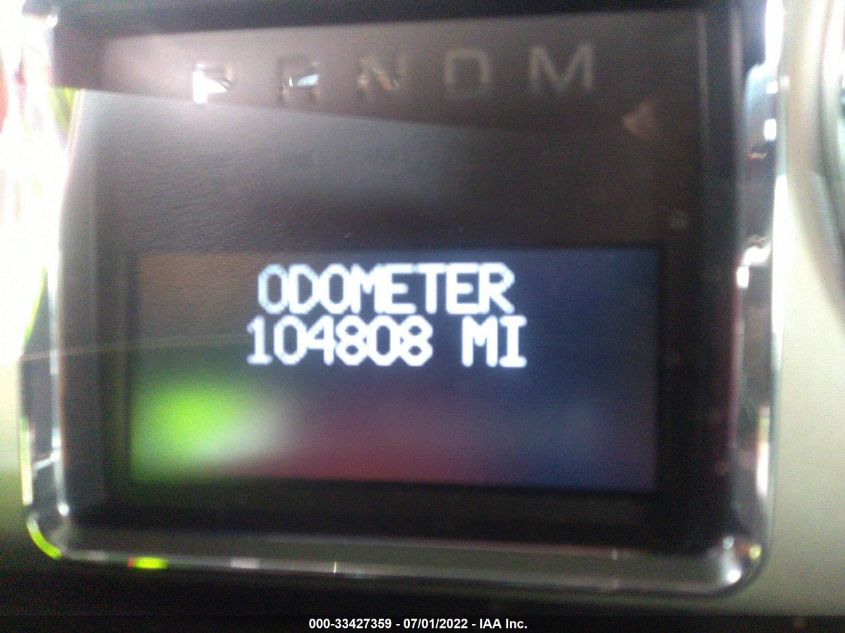 PRNDM
ODOMETER
104808 MI
000-33427359 - 07/01/2022 - IAA Inc.